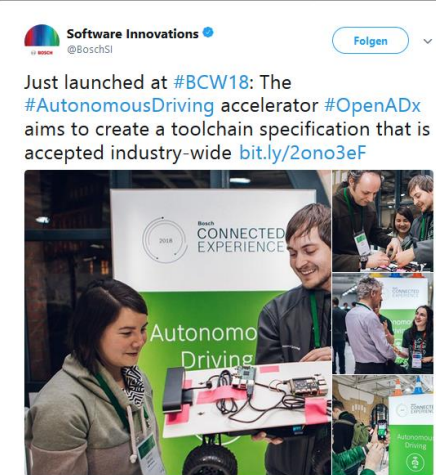 Software Innovations
@BoschSI
BOSCH
Folgen
Just launched at #BCW18: The
#AutonomousDriving accelerator #OpenADx
aims to create a toolchain specification that is
accepted industry-wide bit.ly/2ono3eF
Bosch
2018
CONNECTED
EXPERIENCE
Autonomo
Driving
CONNECTED
EXPERIENCE
Autonomous
Driving